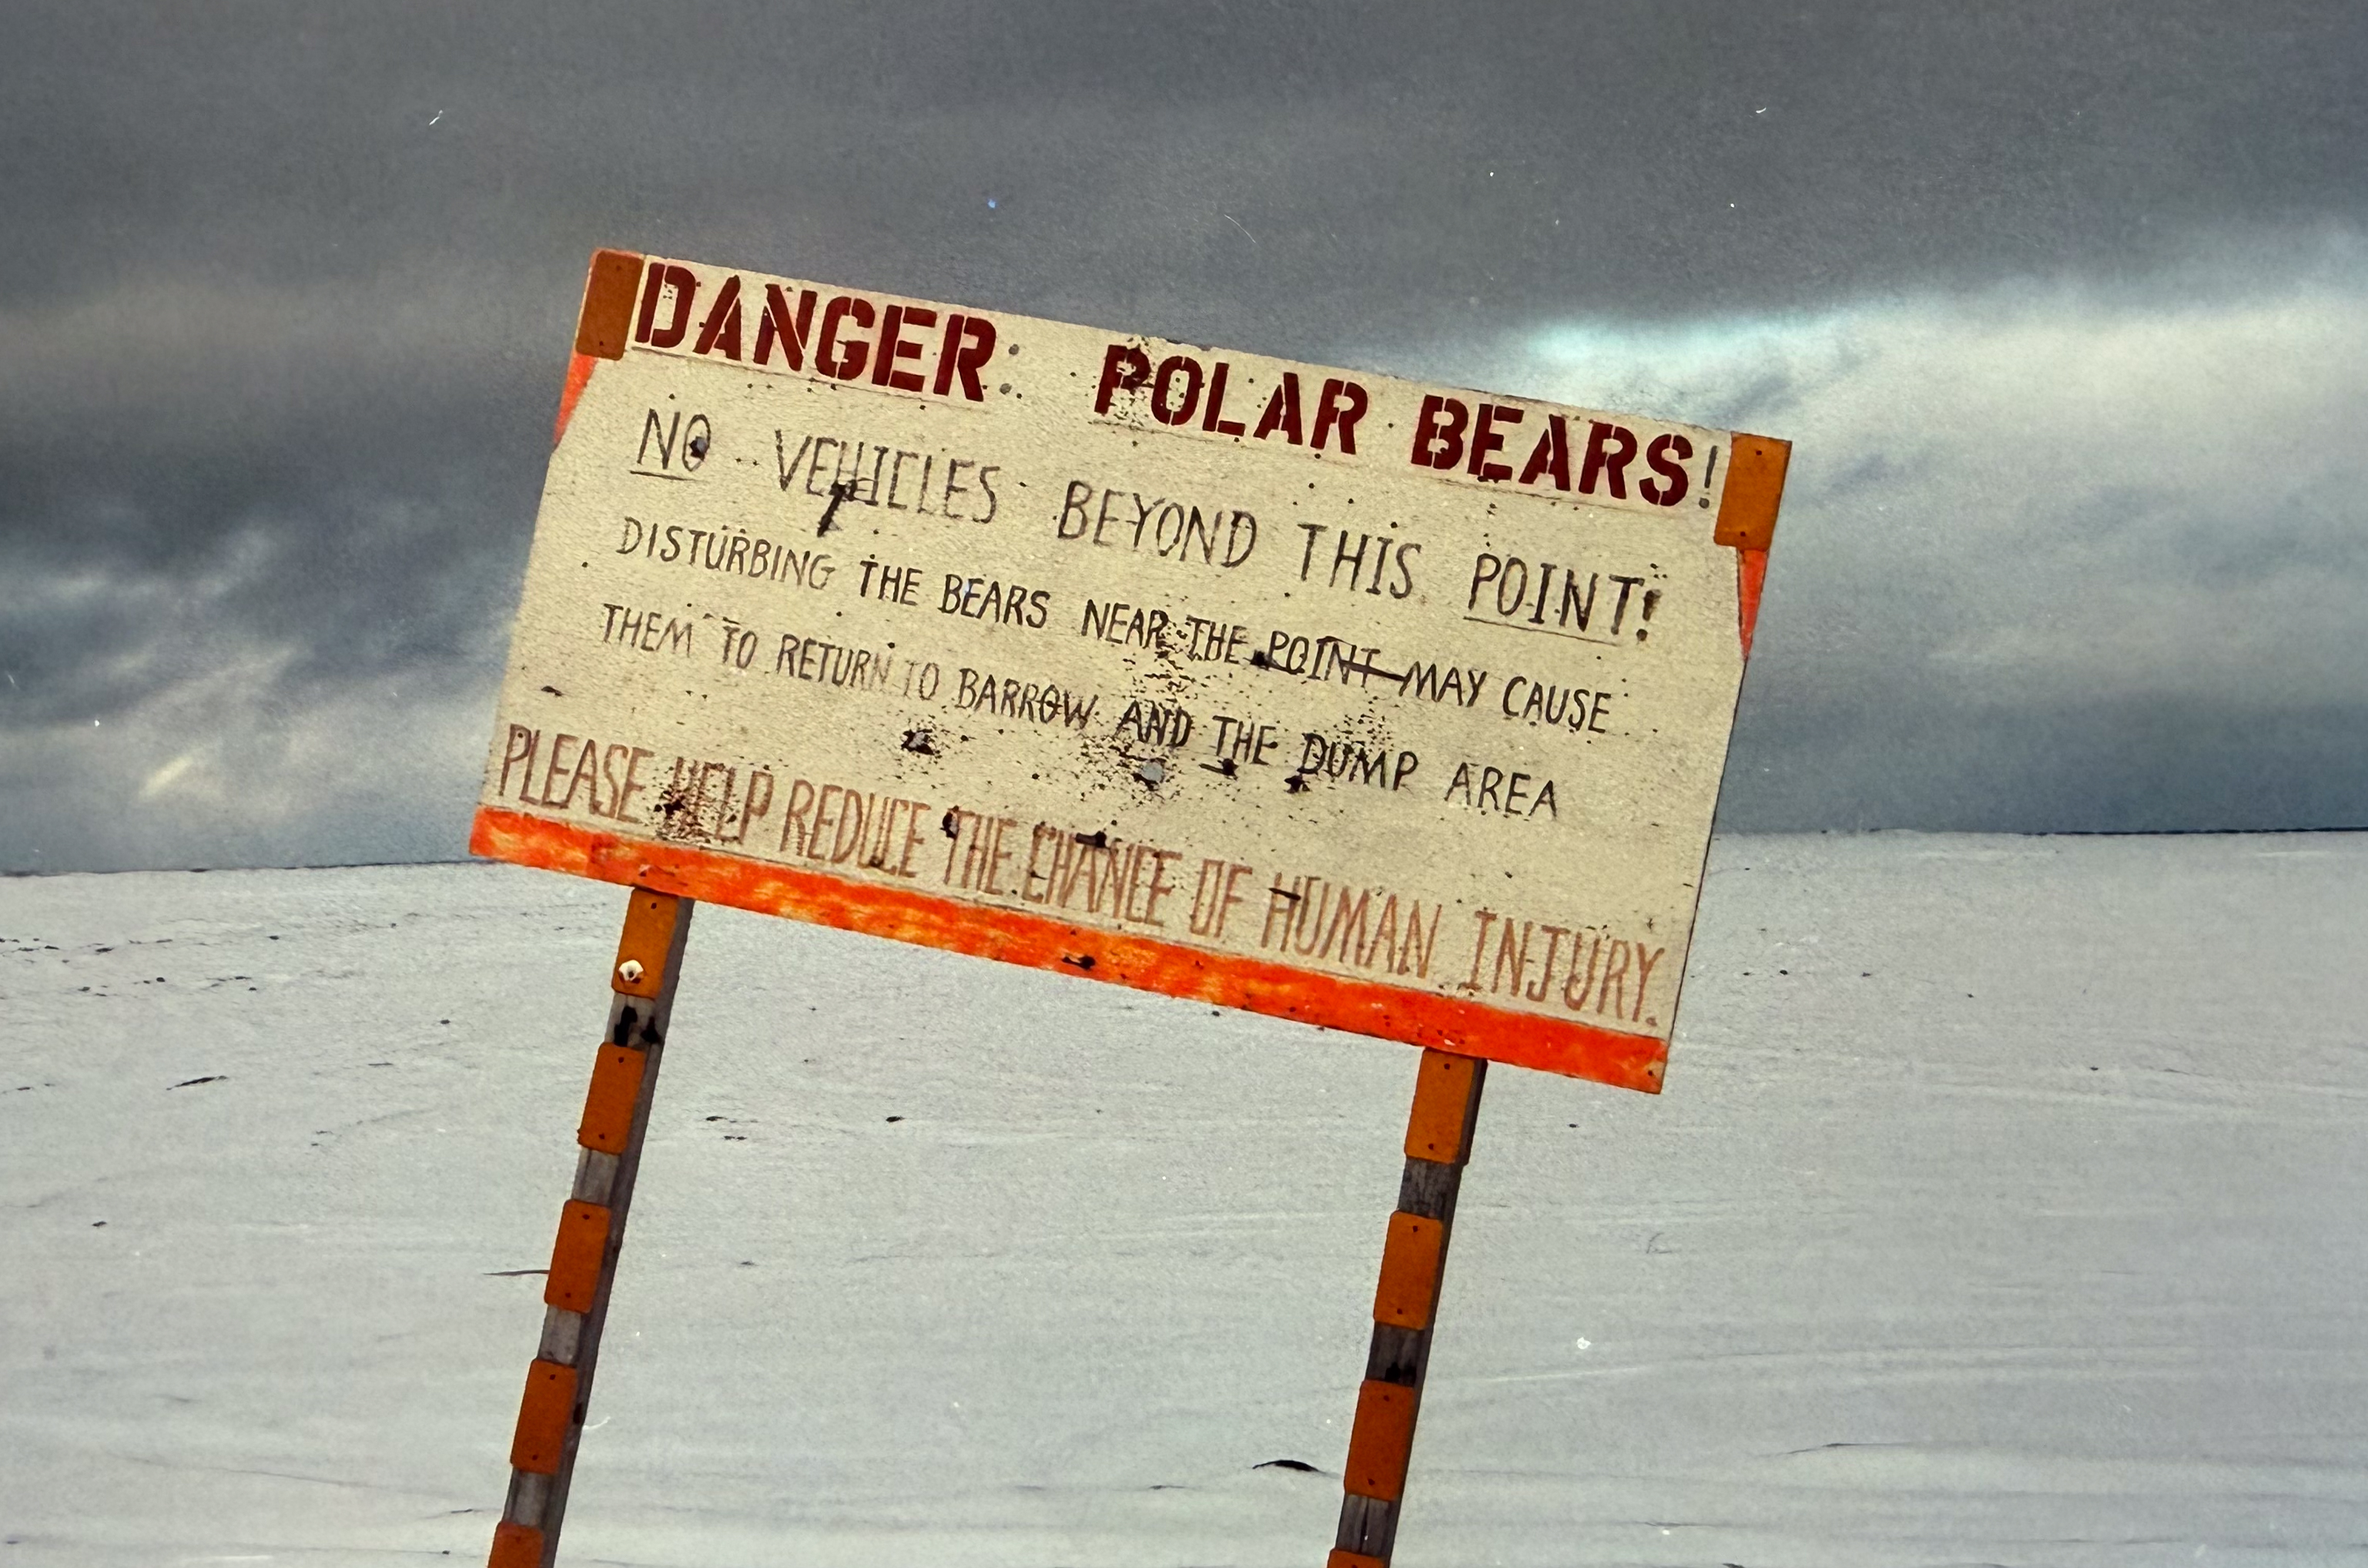 DANGER: POLAR BEARS!
NO VEHICLES BEYOND THIS POINT!
DISTURBING THE BEARS NEAR THE POINT MAY CAUSE
THEM TO RETURN TO BARROW AND THE DUMP AREA
PLEASE HELP REDUCE THE CHANCE OF HUMAN INJURY.